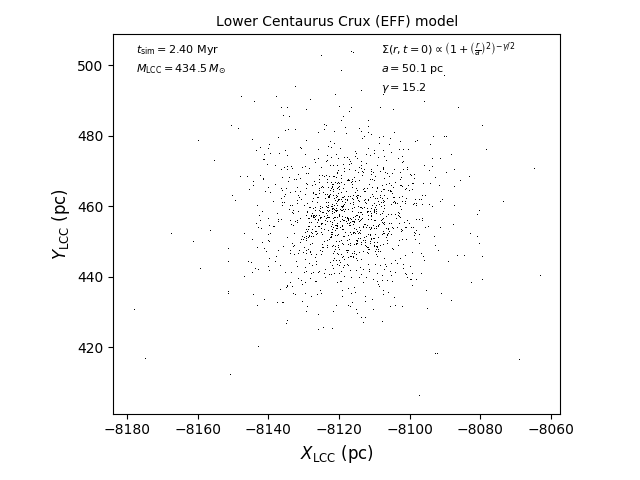 Lower Centaurus Crux (EFF) model
t_sim = 2.40 Myr
M_LCC = 434.5 M_⊙
Σ(r, t = 0) ∝ (1 + (r/a)^2)^{−γ/2}
a = 50.1 pc
γ = 15.2
500
480
460
440
420
Y_LCC (pc)
−8180 −8160 −8140 −8120 −8100 −8080 −8060
X_LCC (pc)